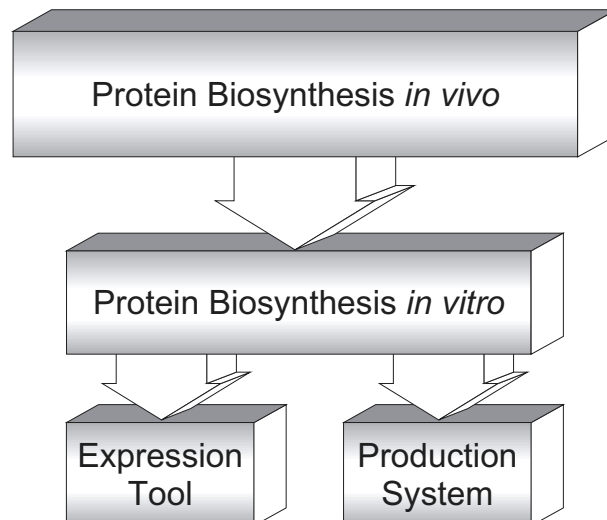 Protein Biosynthesis in vivo
Protein Biosynthesis in vitro
Expression
Tool
Production
System